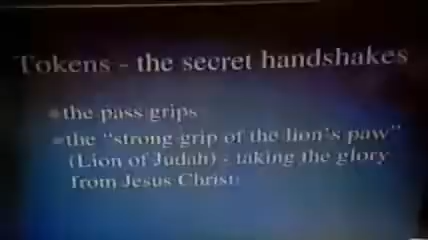 Tokens - the secret handshakes
the pass grips
the "strong grip of the lion's paw"
(Lion of Judah) - taking the glory
from Jesus Christ